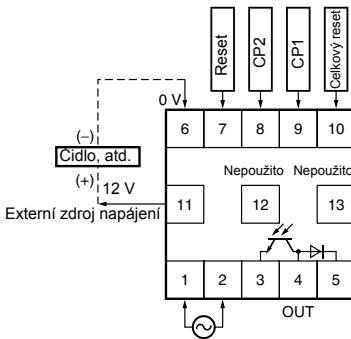 Reset
CP2
CP1
Celkový reset
0 V
6 7 8 9 10
(–)
Čidlo, atd.
(+)
12 V
Nepoužito Nepoužito
Externí zdroj napájení
11 12 13
1 2 3 4 5
OUT